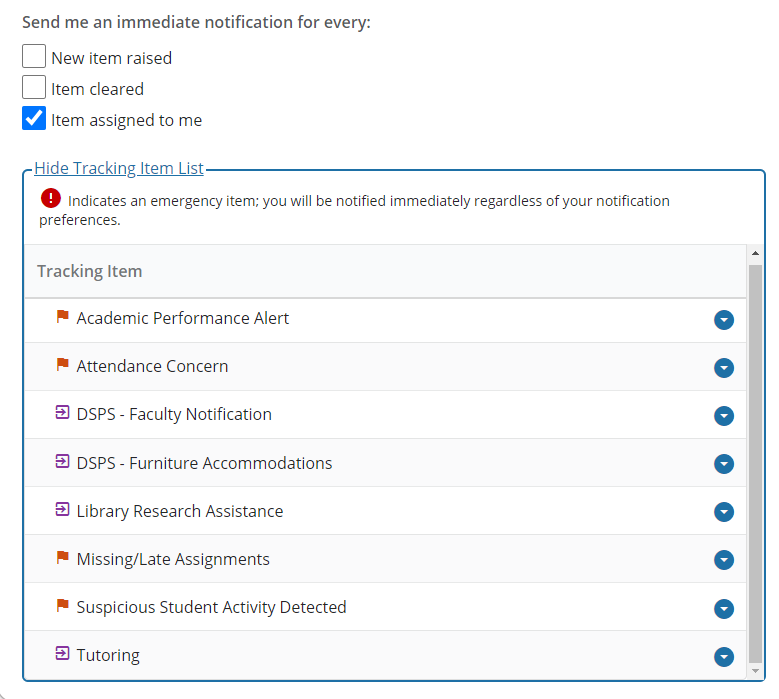 Send me an immediate notification for every:
New item raised
Item cleared
Item assigned to me
Hide Tracking Item List
Indicates an emergency item; you will be notified immediately regardless of your notification
preferences.
Tracking Item
Academic Performance Alert
Attendance Concern
DSPS - Faculty Notification
DSPS - Furniture Accommodations
Library Research Assistance
Missing/Late Assignments
Suspicious Student Activity Detected
Tutoring